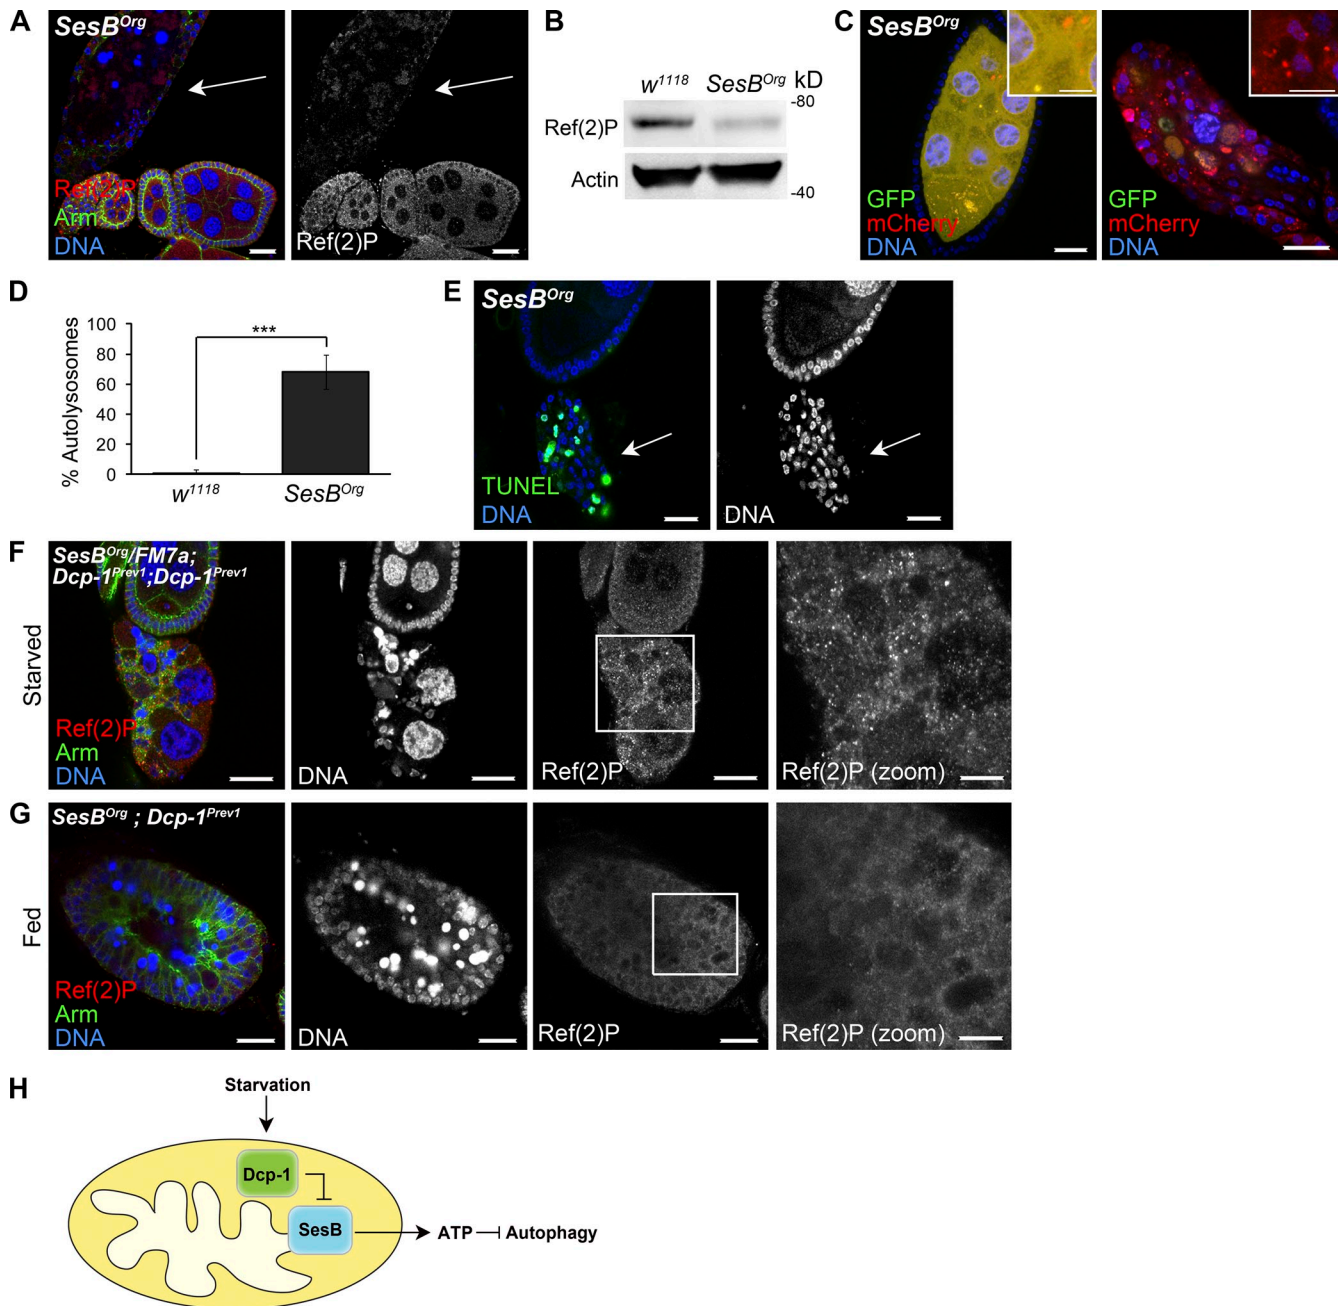 A
SesB^Org
Ref(2)P
Arm
DNA
Ref(2)P
B
w^1118 SesB^Org kD
-80
Ref(2)P
Actin
-40
C
SesB^Org
GFP
mCherry
DNA
GFP
mCherry
DNA
D
% Autolysosomes
100
80
60
40
20
0
***
w^1118 SesB^Org
E
SesB^Org
TUNEL
DNA
DNA
F
Starved
SesB^Org/FM7a;
Dcp-1^Prev1;Dcp-1^Prev1
Ref(2)P
Arm
DNA
DNA
Ref(2)P
Ref(2)P (zoom)
G
Fed
SesB^Org ; Dcp-1^Prev1
Ref(2)P
Arm
DNA
DNA
Ref(2)P
Ref(2)P (zoom)
H
Starvation
Dcp-1
SesB
ATP
Autophagy